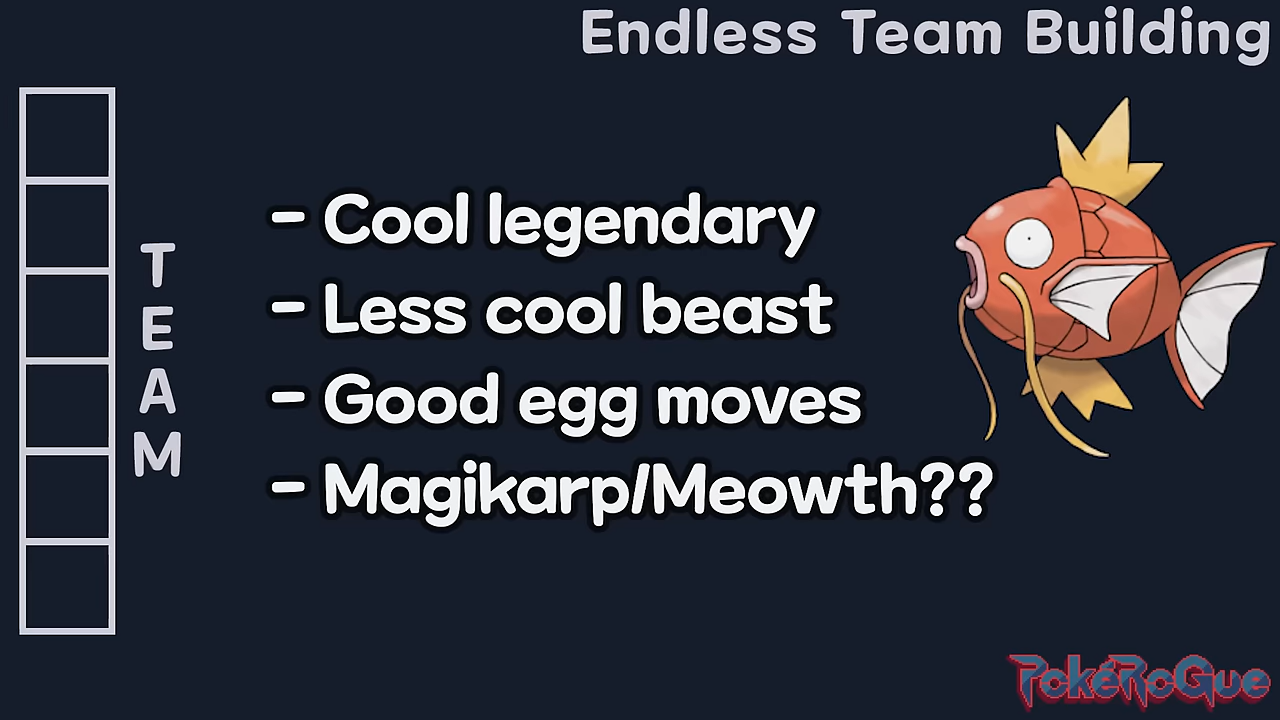 Endless Team Building
TEAM
- Cool legendary
- Less cool beast
- Good egg moves
- Magikarp/Meowth??
PokéRoGue